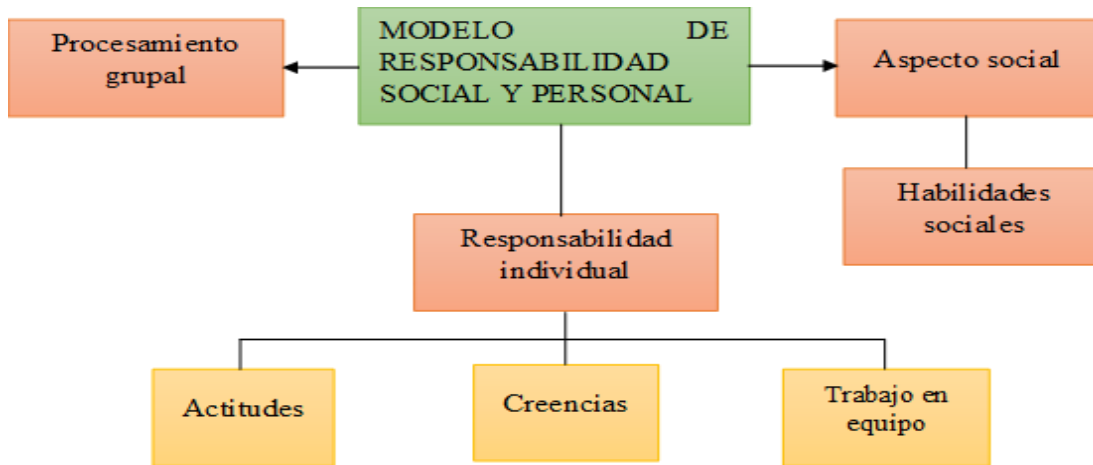 Procesamiento
grupal
MODELO DE
RESPONSABILIDAD
SOCIAL Y PERSONAL
Aspecto social
Habilidades
sociales
Responsabilidad
individual
Actitudes
Creencias
Trabajo en
equipo